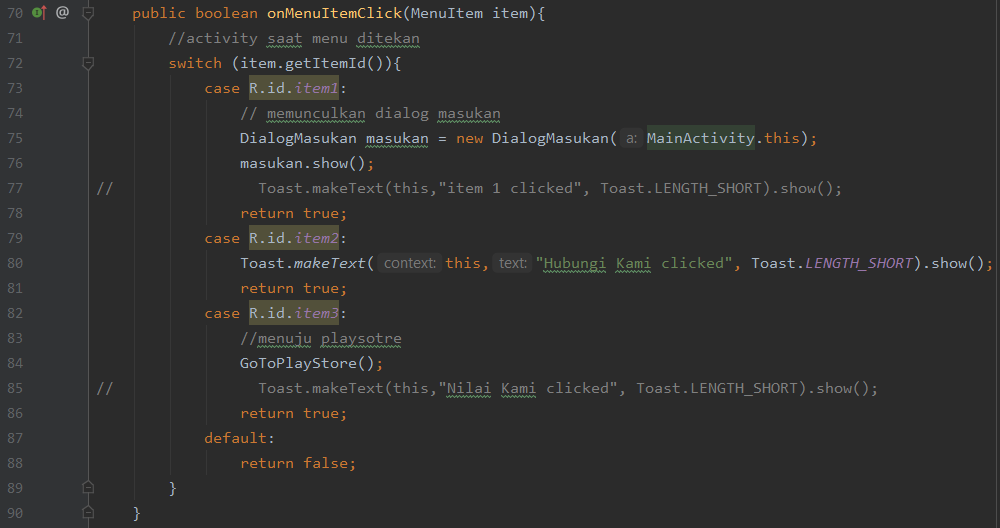 70 @ public boolean onMenuItemClick(MenuItem item){
71 //activity saat menu ditekan
72 switch (item.getItemId()){
73 case R.id.item1:
74 // memunculkan dialog masukan
75 DialogMasukan masukan = new DialogMasukan( a: MainActivity.this);
76 masukan.show();
77 // Toast.makeText(this,"item 1 clicked", Toast.LENGTH_SHORT).show();
78 return true;
79 case R.id.item2:
80 Toast.makeText( context: this, text: "Hubungi Kami clicked", Toast.LENGTH_SHORT).show();
81 return true;
82 case R.id.item3:
83 //menuju playsotre
84 GoToPlayStore();
85 // Toast.makeText(this,"Nilai Kami clicked", Toast.LENGTH_SHORT).show();
86 return true;
87 default:
88 return false;
89 }
90 }